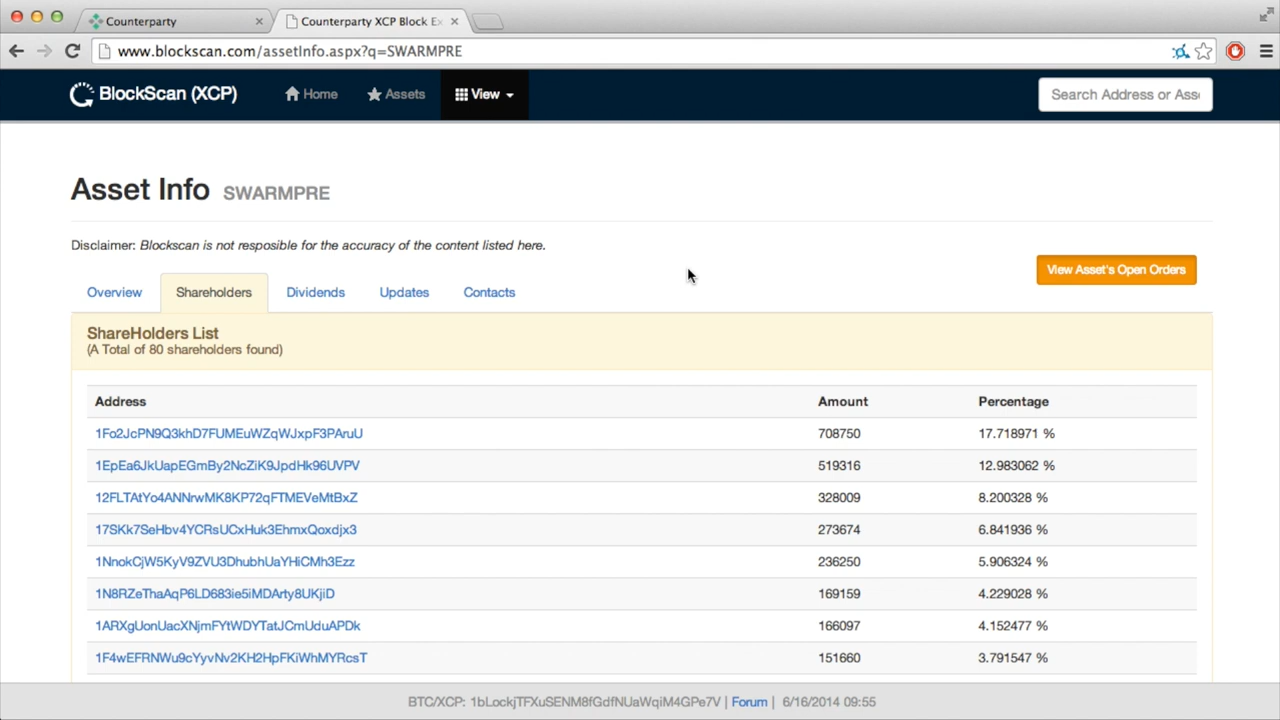 Counterparty
Counterparty XCP Block Ex
www.blockscan.com/assetInfo.aspx?q=SWARMPRE
BlockScan (XCP)
Home
Assets
View
Search Address or Ass
Asset Info SWARMPRE
Disclaimer: Blockscan is not resposible for the accuracy of the content listed here.
View Asset's Open Orders
Overview Shareholders Dividends Updates Contacts
ShareHolders List
(A Total of 80 shareholders found)
Address Amount Percentage
1Fo2JcPN9Q3khD7FUMEuWZqWJxpF3PAruU 708750 17.718971 %
1EpEa6JkUapEGmBy2NcZiK9JpdHk96UVPV 519316 12.983062 %
12FLTAtYo4ANNrwMK8KP72qFTMEVeMtBxZ 328009 8.200328 %
17SKk7SeHbv4YCRsUCxHuk3EhmxQoxdjx3 273674 6.841936 %
1NnokCjW5KyV9ZVU3DhubhUaYHiCMh3Ezz 236250 5.906324 %
1N8RZeThaAqP6LD683ie5iMDArty8UKjiD 169159 4.229028 %
1ARXgUonUacXNjmFYtWDYTatJCmUduAPDk 166097 4.152477 %
1F4wEFRNWu9cYyvNv2KH2HpFKiWhMYRcsT 151660 3.791547 %
BTC/XCP: 1bLockjTFXuSENM8fGdfNUaWqiM4GPe7V | Forum | 6/16/2014 09:55